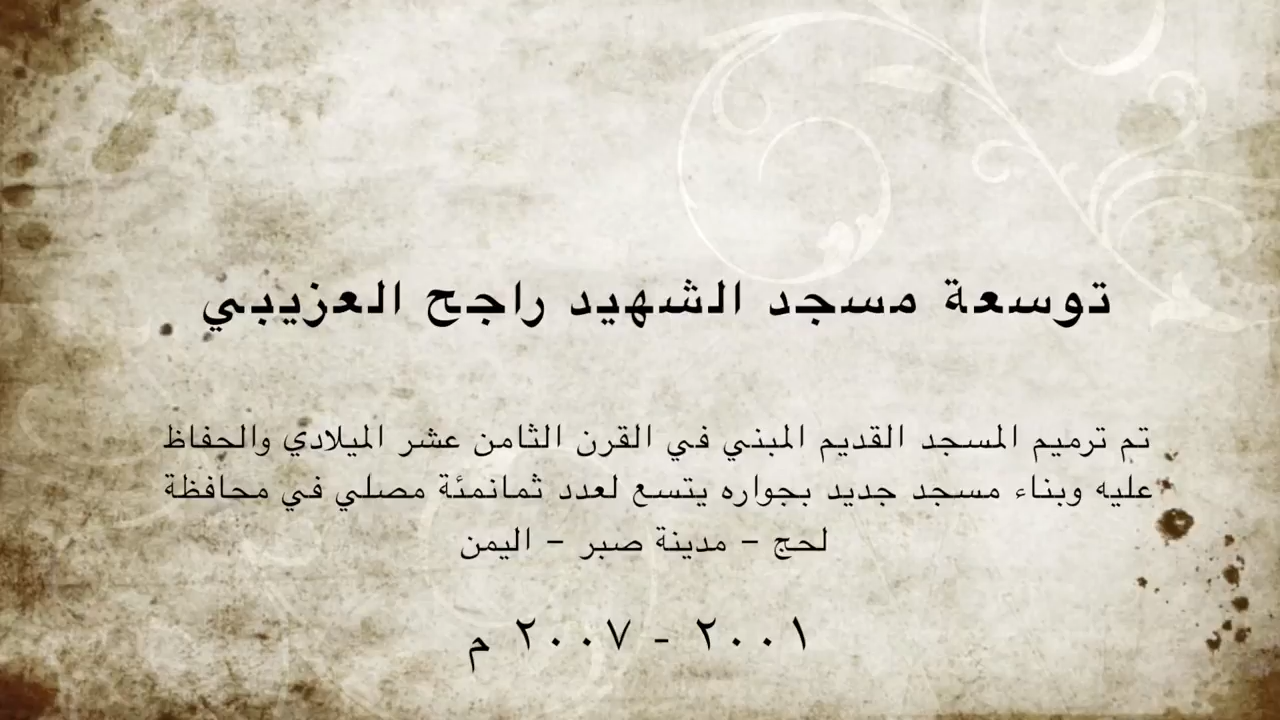 توسعة مسجد الشهيد راجح العزيبي
تم ترميم المسجد القديم المبني في القرن الثامن عشر الميلادي والحفاظ
عليه وبناء مسجد جديد بجواره يتسع لعدد ثمانمئة مصلي في محافظة
لحج - مدينة صبر - اليمن
٢٠٠١ - ٢٠٠٧ م